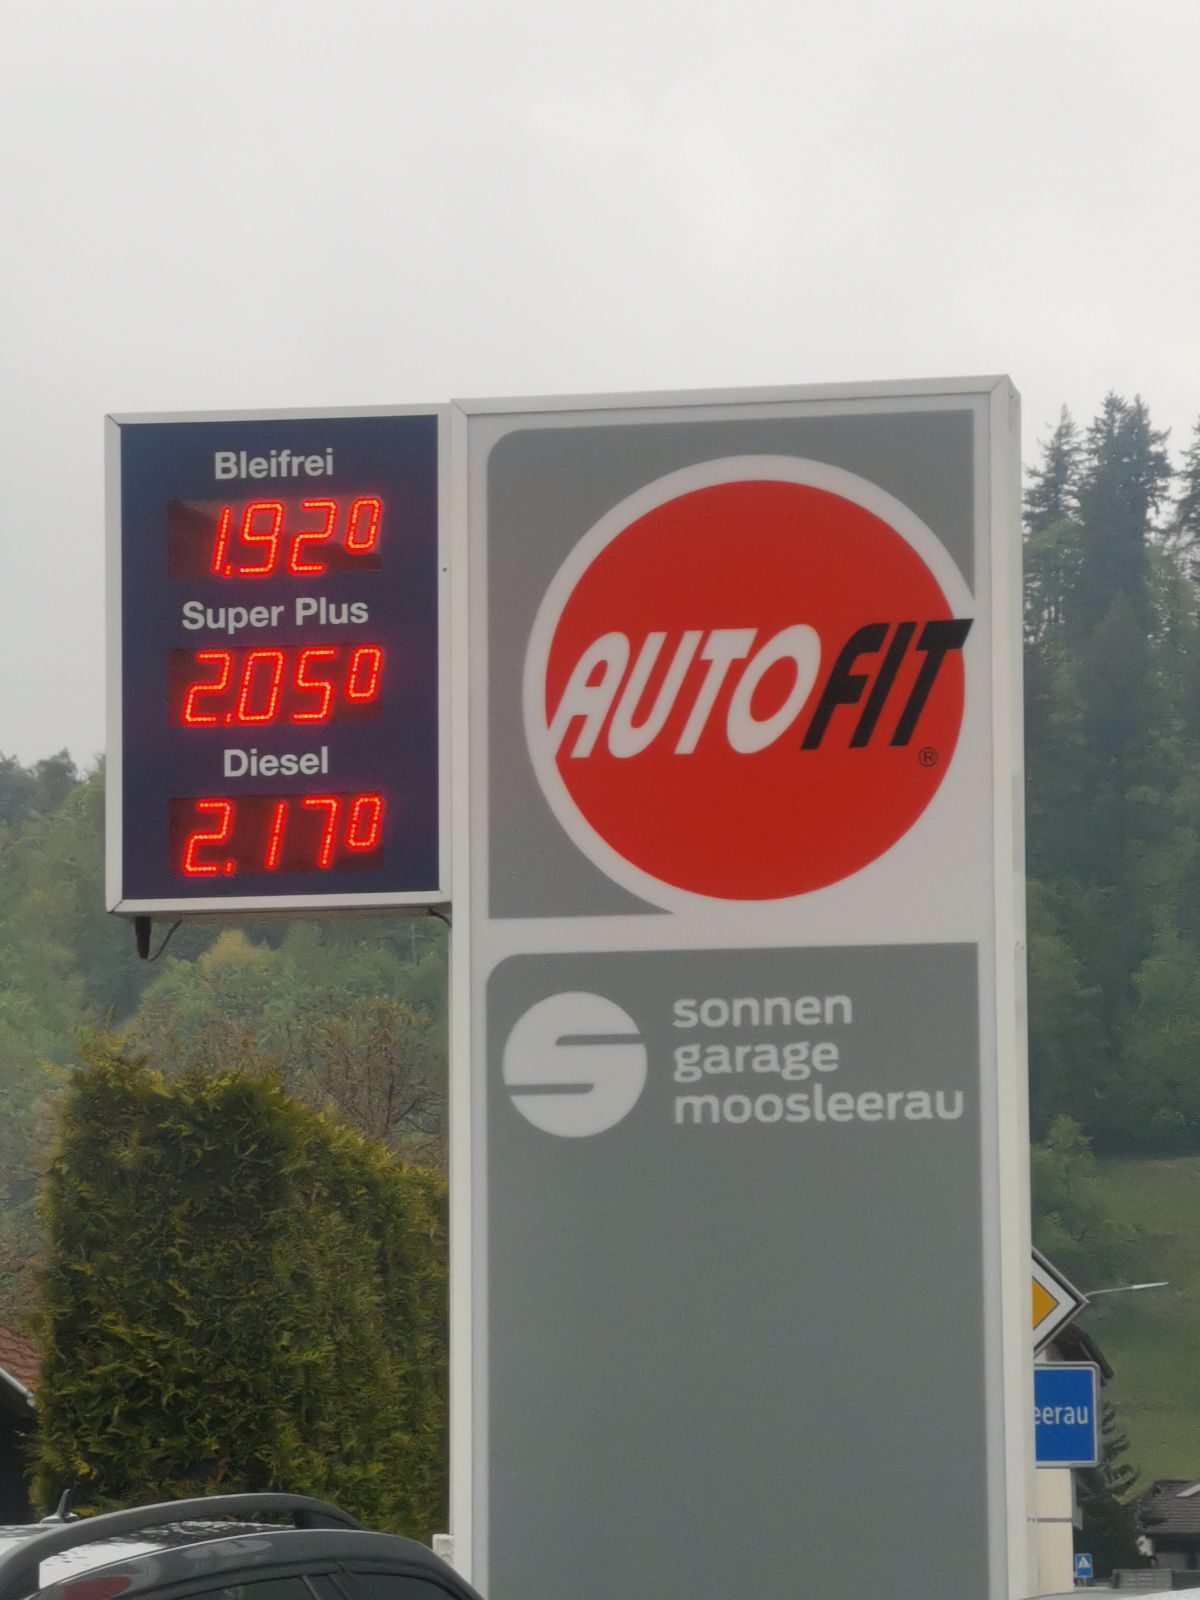 Bleifrei
1.920
Super Plus
2.050
Diesel
2.170
AUTOFIT
®
sonnen
garage
moosleerau
eerau